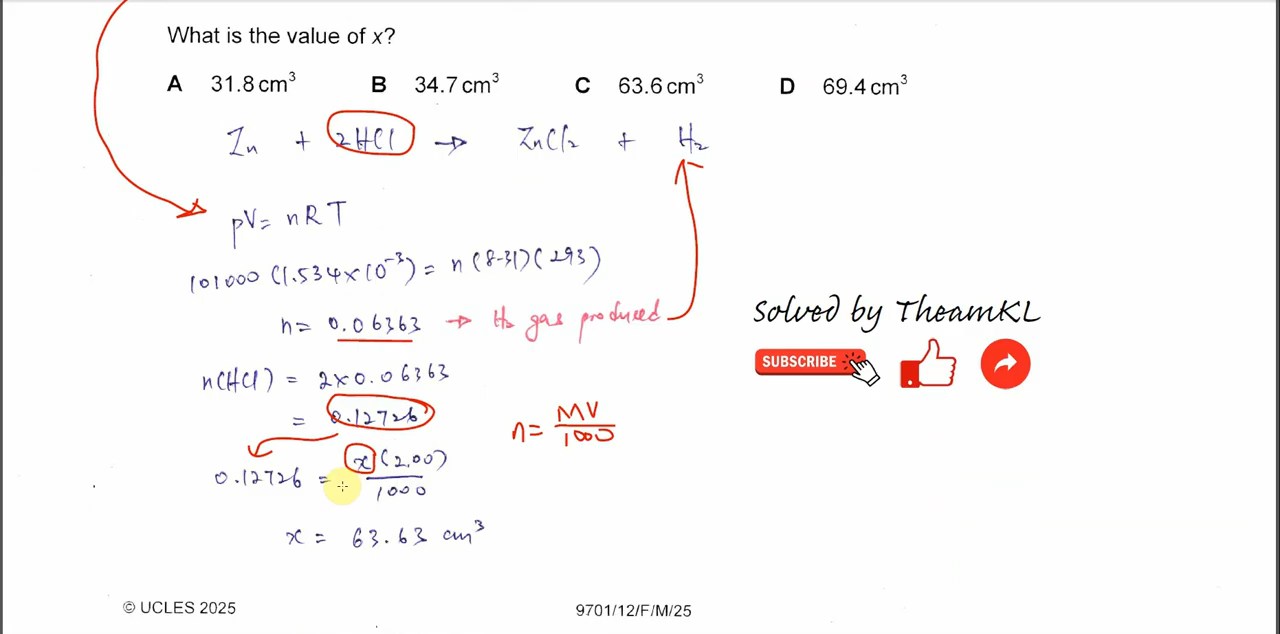 What is the value of x?
A 31.8 cm³ B 34.7 cm³ C 63.6 cm³ D 69.4 cm³
Zn + 2HCl → ZnCl₂ + H₂
pV = nRT
101000 (1.534×10⁻³) = n (8.31)(293)
n = 0.06363 → H₂ gas produced
Solved by TheamKL
SUBSCRIBE
n(HCl) = 2×0.06363
= 0.12726
n = MV/1000
0.12726 = x(2.00)/1000
x = 63.63 cm³
© UCLES 2025 9701/12/F/M/25